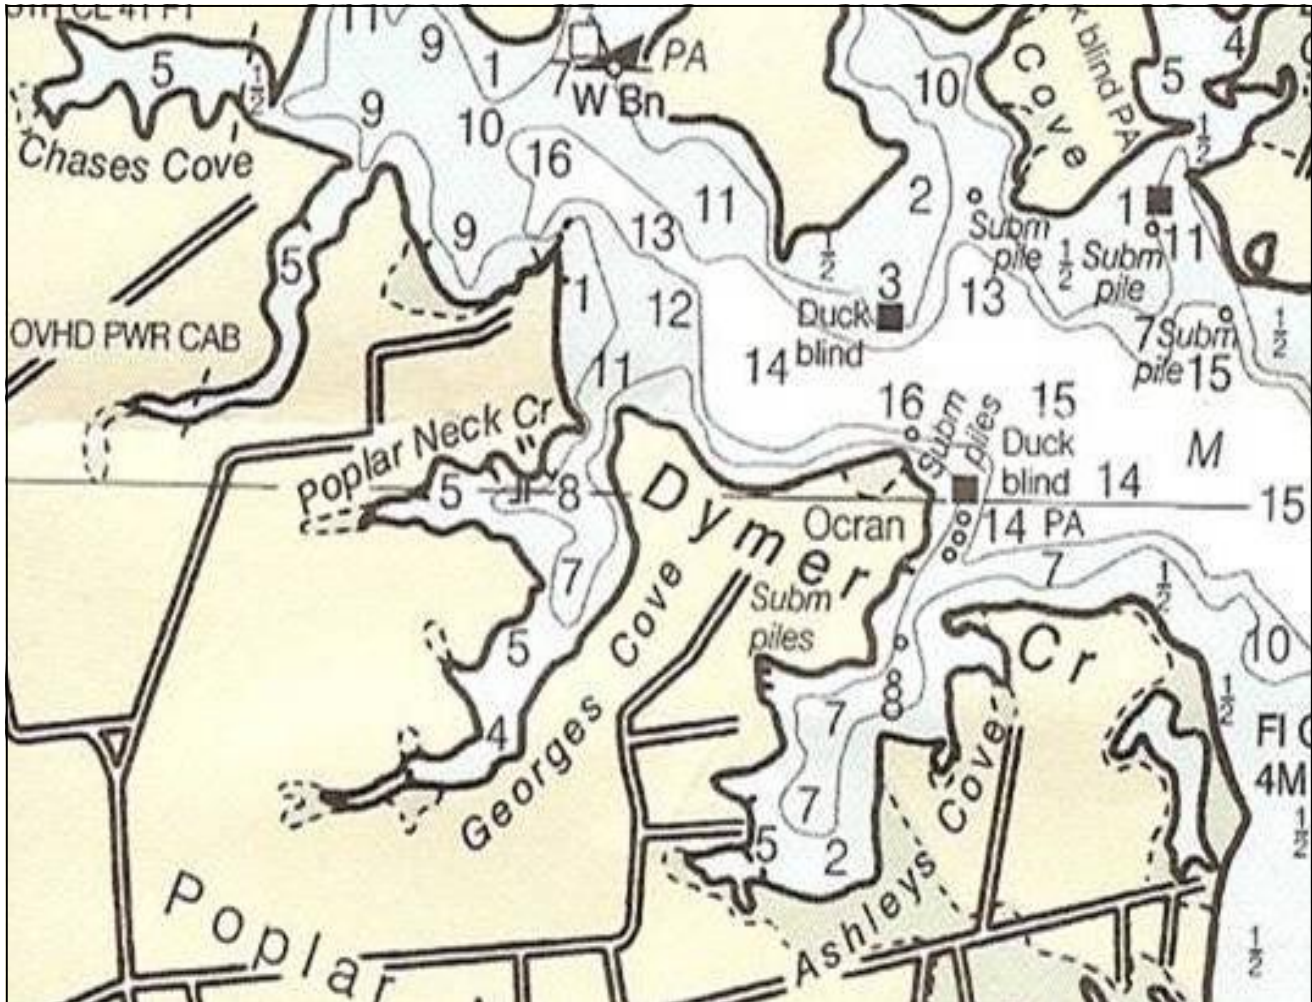 11
9
1
7
PA
W Bn
5
1/2
9
10
Chases Cove
16
9
13
11
5
1
12
11
OVHD PWR CAB
Poplar Neck Cr
5
8
7
5
4
Georges Cove
Poplar
10
2
Cove
k blind PA
5
4
1/2
1
11
Subm
pile
1/2
Subm
pile
1/2
3
Duck
blind
13
14
7
Subm
pile
15
1/2
16
Subm
piles
15
Duck
blind
14
M
15
14 PA
Dymer
Ocran
Subm
piles
7
1/2
10
Cr
8
8
7
7
5
2
Ashleys Cove
1/2
Fl
4M
1/2
1/2